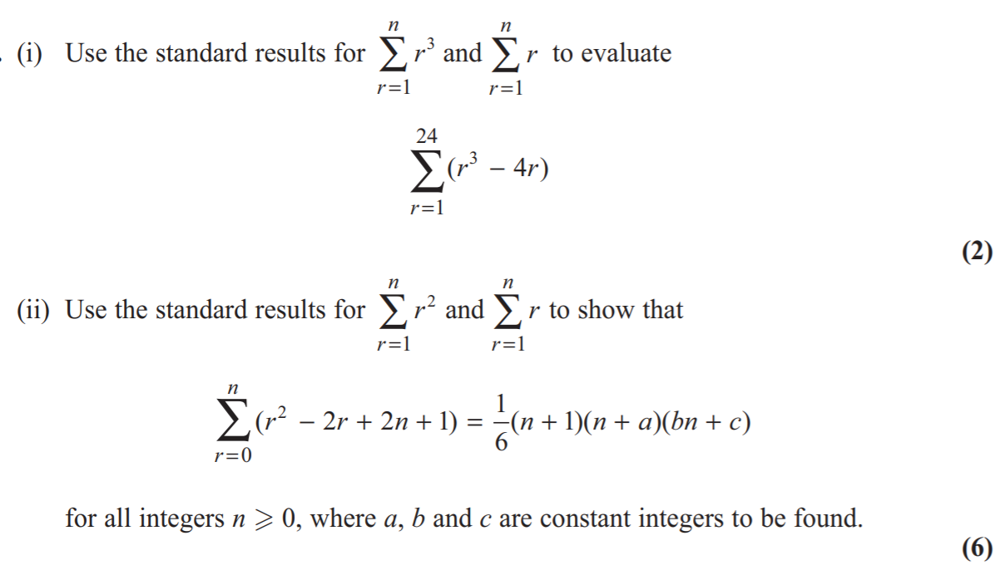 (i) Use the standard results for \sum_{r=1}^{n} r^3 and \sum_{r=1}^{n} r to evaluate
\sum_{r=1}^{24} (r^3 − 4r)
(2)
(ii) Use the standard results for \sum_{r=1}^{n} r^2 and \sum_{r=1}^{n} r to show that
\sum_{r=0}^{n} (r^2 − 2r + 2n + 1) = \frac{1}{6}(n + 1)(n + a)(bn + c)
for all integers n ⩾ 0, where a, b and c are constant integers to be found.
(6)